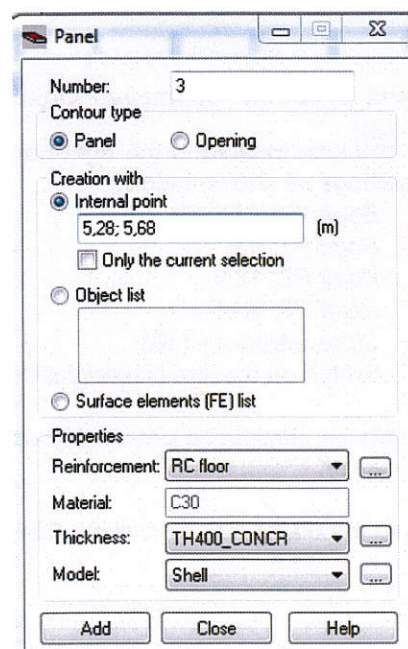 Panel
Number: 3
Contour type
Panel Opening
Creation with
Internal point
5,28; 5,68 (m)
Only the current selection
Object list
Surface elements (FE) list
Properties
Reinforcement: RC floor ...
Material: C30
Thickness: TH400_CONCR ...
Model: Shell ...
Add Close Help